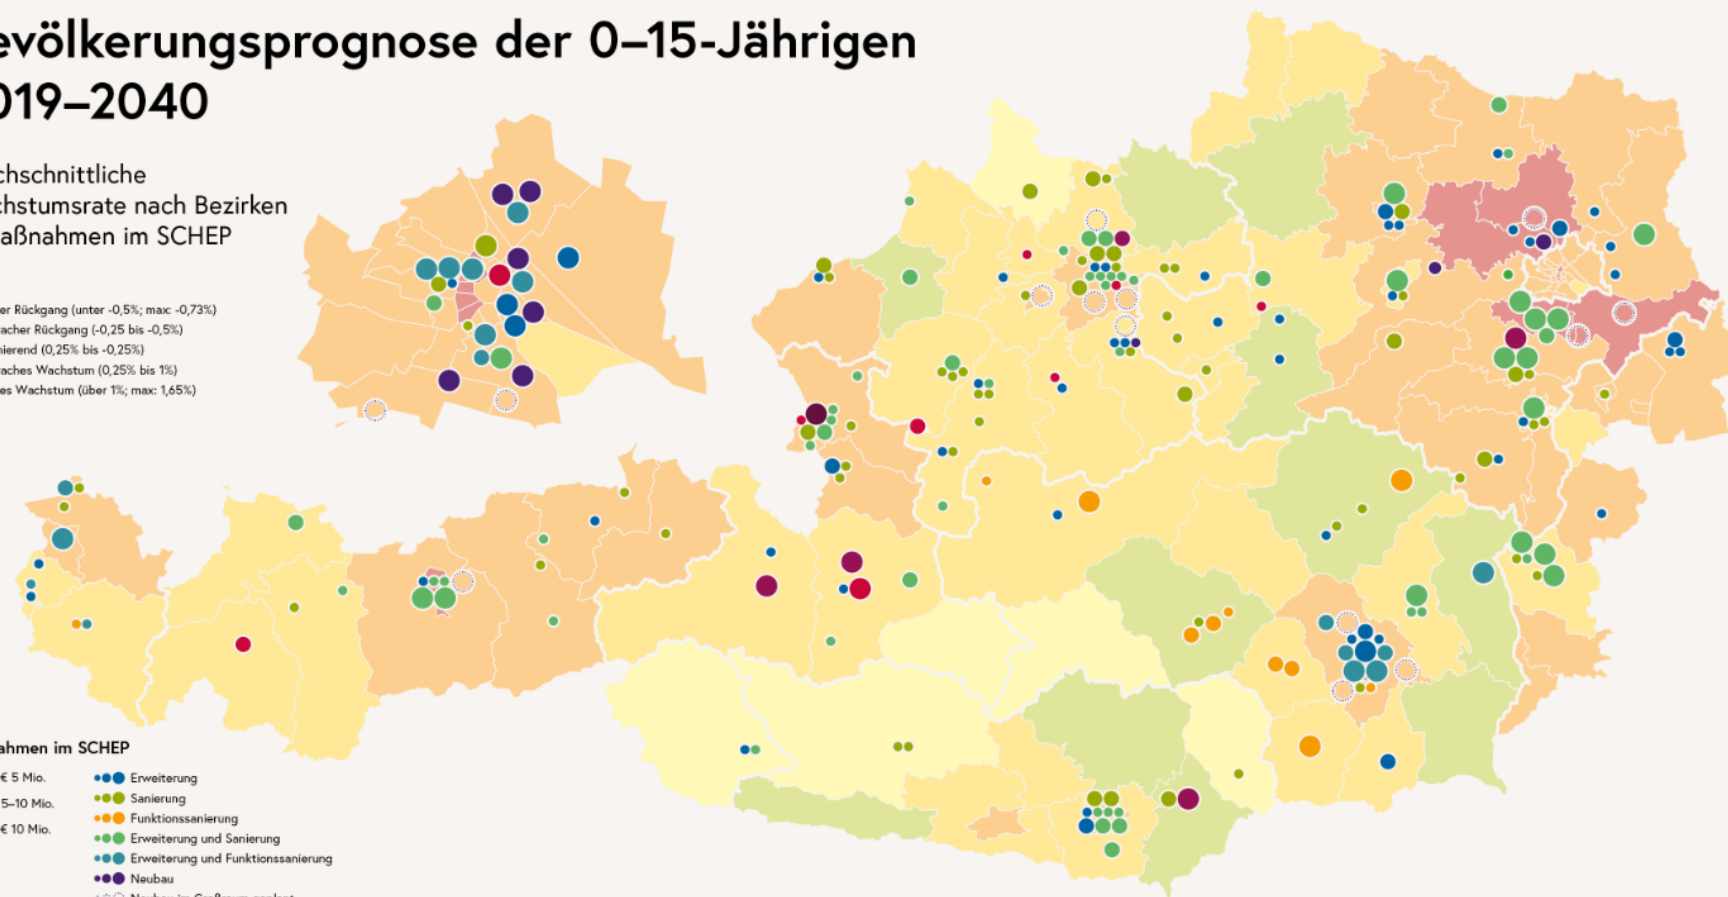 evölkerungsprognose der 0–15-Jährigen
019–2040
chschnittliche
chstumsrate nach Bezirken
aßnahmen im SCHEP
er Rückgang (unter -0,5%; max: -0,73%)
acher Rückgang (-0,25 bis -0,5%)
nierend (0,25% bis -0,25%)
aches Wachstum (0,25% bis 1%)
es Wachstum (über 1%; max: 1,65%)
ahmen im SCHEP
€ 5 Mio.
Erweiterung
Sanierung
5–10 Mio.
Funktionssanierung
€ 10 Mio.
Erweiterung und Sanierung
Erweiterung und Funktionssanierung
Neubau